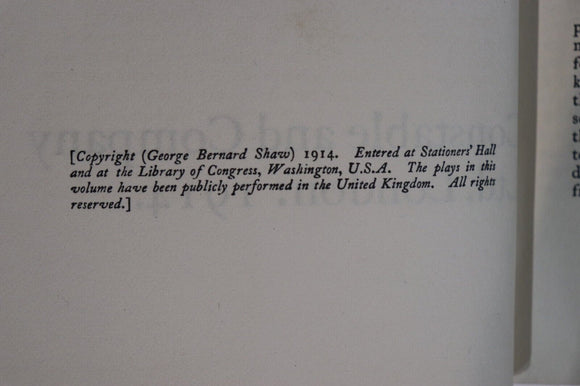 [Copyright (George Bernard Shaw) 1914. Entered at Stationers' Hall
and at the Library of Congress, Washington, U.S.A. The plays in this
volume have been publicly performed in the United Kingdom. All rights
reserved.]